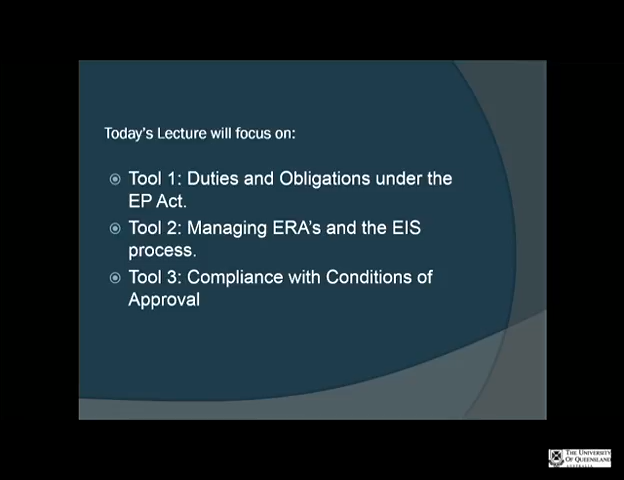 Today's Lecture will focus on:
Tool 1: Duties and Obligations under the
EP Act.
Tool 2: Managing ERA's and the EIS
process.
Tool 3: Compliance with Conditions of
Approval
THE UNIVERSITY
OF QUEENSLAND
AUSTRALIA